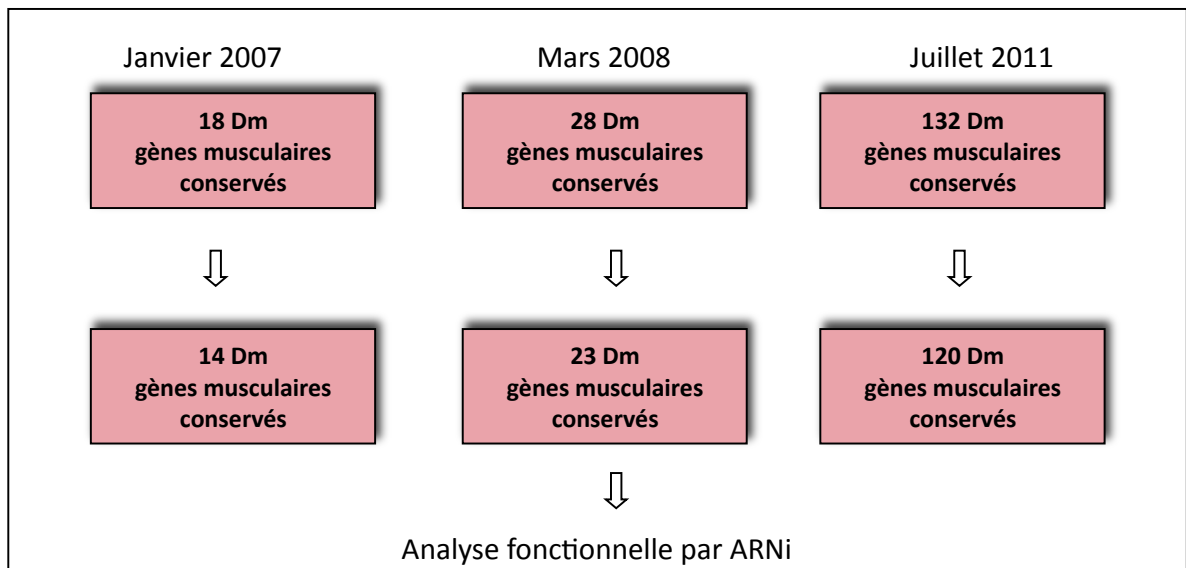 Janvier 2007
Mars 2008
Juillet 2011
18 Dm
gènes musculaires
conservés
28 Dm
gènes musculaires
conservés
132 Dm
gènes musculaires
conservés
14 Dm
gènes musculaires
conservés
23 Dm
gènes musculaires
conservés
120 Dm
gènes musculaires
conservés
Analyse fonctionnelle par ARNi